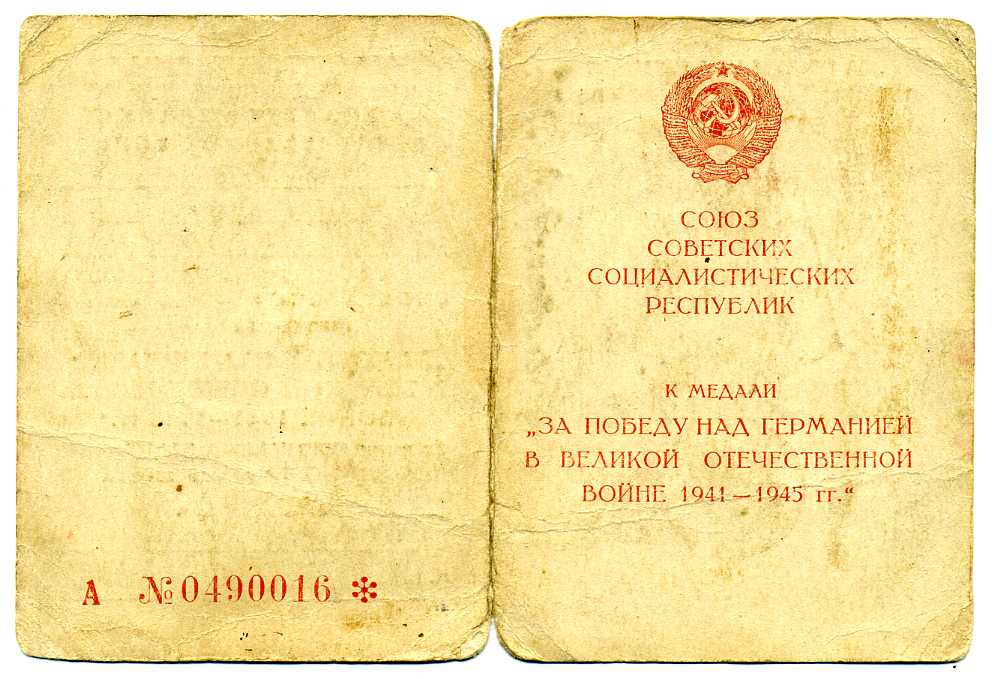 А №0490016 *
СОЮЗ
СОВЕТСКИХ
СОЦИАЛИСТИЧЕСКИХ
РЕСПУБЛИК
К МЕДАЛИ
„ЗА ПОБЕДУ НАД ГЕРМАНИЕЙ
В ВЕЛИКОЙ ОТЕЧЕСТВЕННОЙ
ВОЙНЕ 1941—1945 гг.“